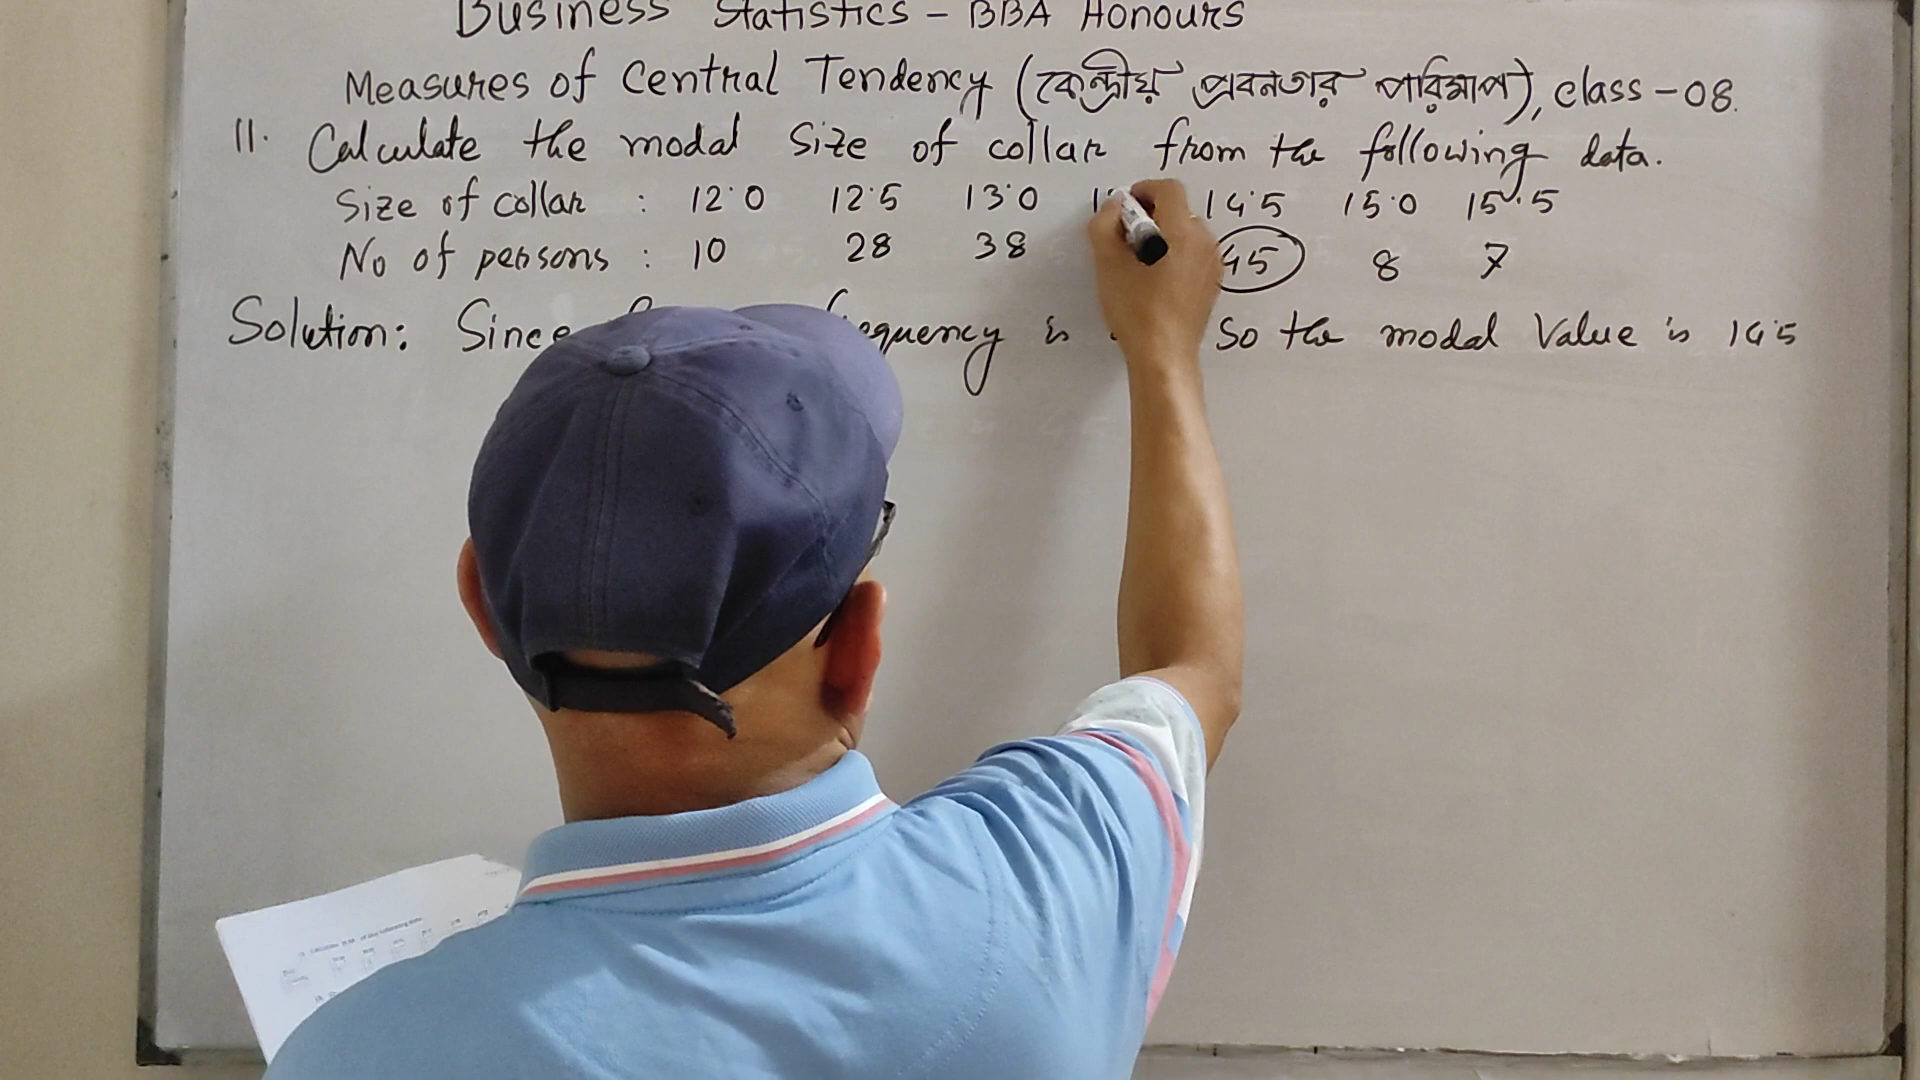 Business Statistics - BBA Honours
Measures of Central Tendency (কেন্দ্রীয় প্রবনতার পরিমাপ), class-08.
11. Calculate the modal size of collar from the following data.
Size of collar : 12.0 12.5 13.0 14.5 15.0 15.5
No of persons : 10 28 38 45 8 7
Solution: Since frequency is So the modal Value is 14.5